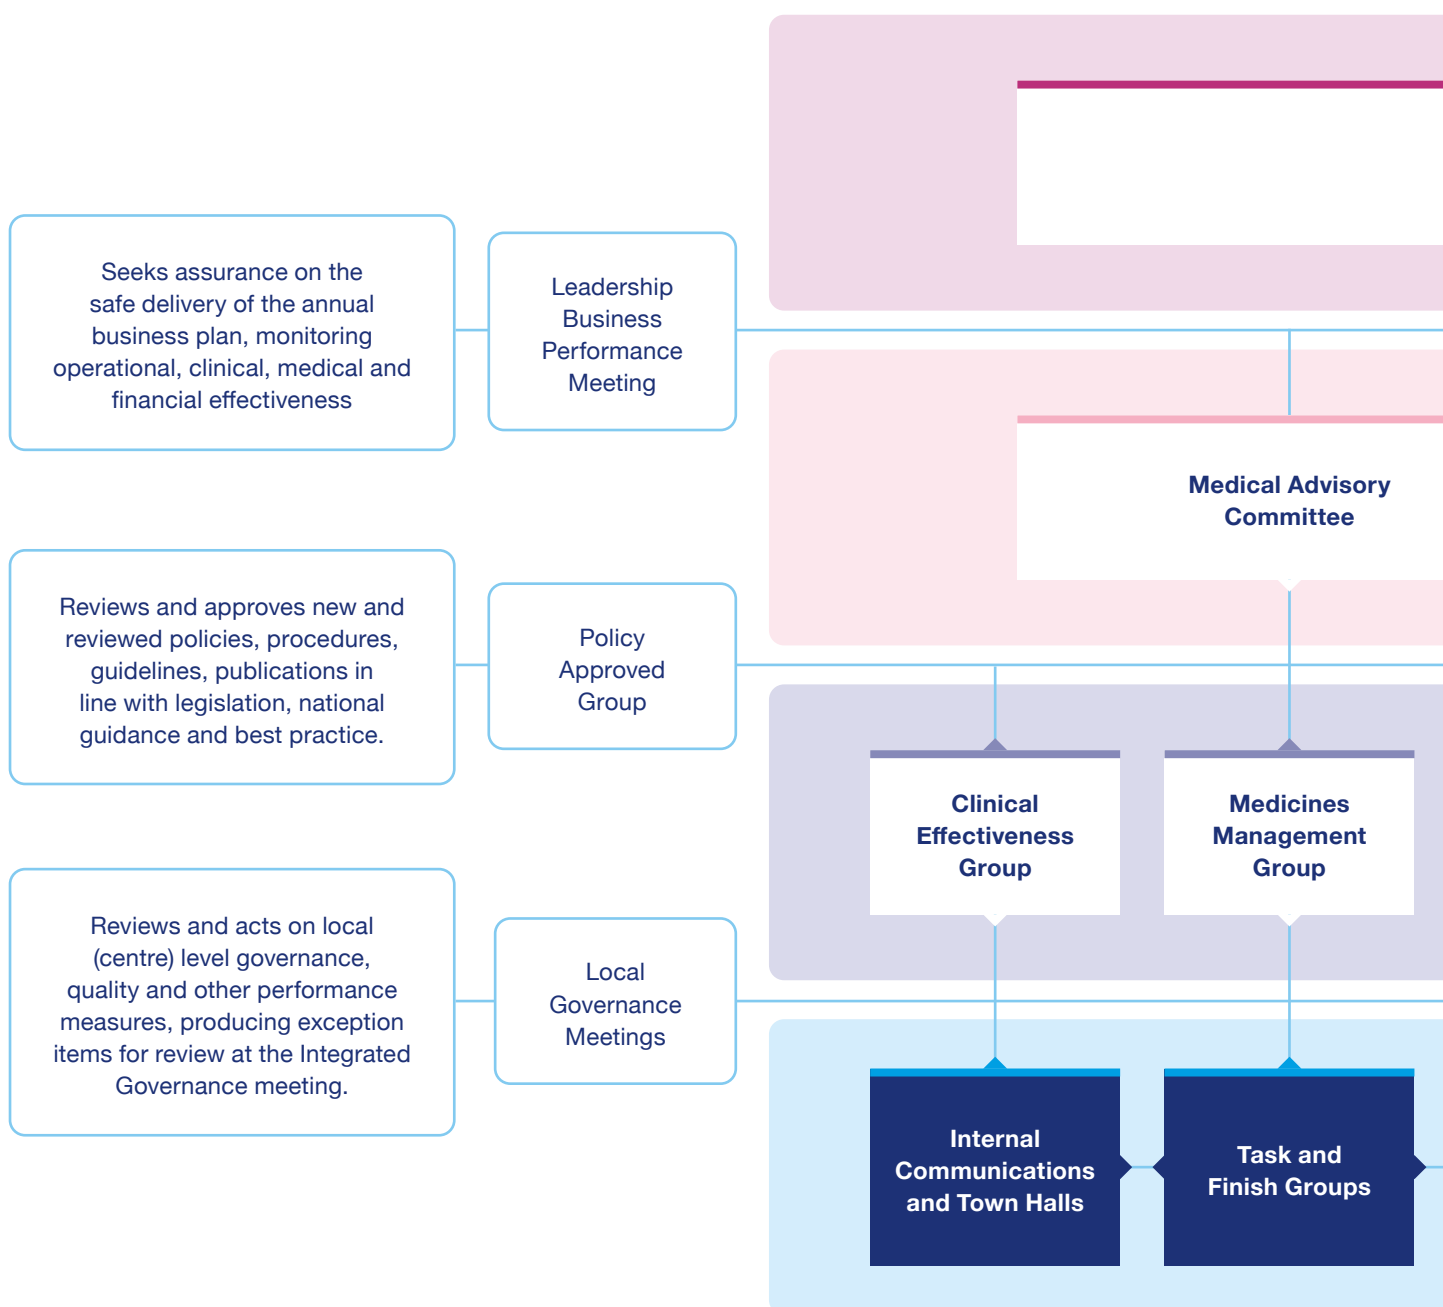 Seeks assurance on the
safe delivery of the annual
business plan, monitoring
operational, clinical, medical and
financial effectiveness
Leadership
Business
Performance
Meeting
Medical Advisory
Committee
Reviews and approves new and
reviewed policies, procedures,
guidelines, publications in
line with legislation, national
guidance and best practice.
Policy
Approved
Group
Clinical
Effectiveness
Group
Medicines
Management
Group
Reviews and acts on local
(centre) level governance,
quality and other performance
measures, producing exception
items for review at the Integrated
Governance meeting.
Local
Governance
Meetings
Internal
Communications
and Town Halls
Task and
Finish Groups